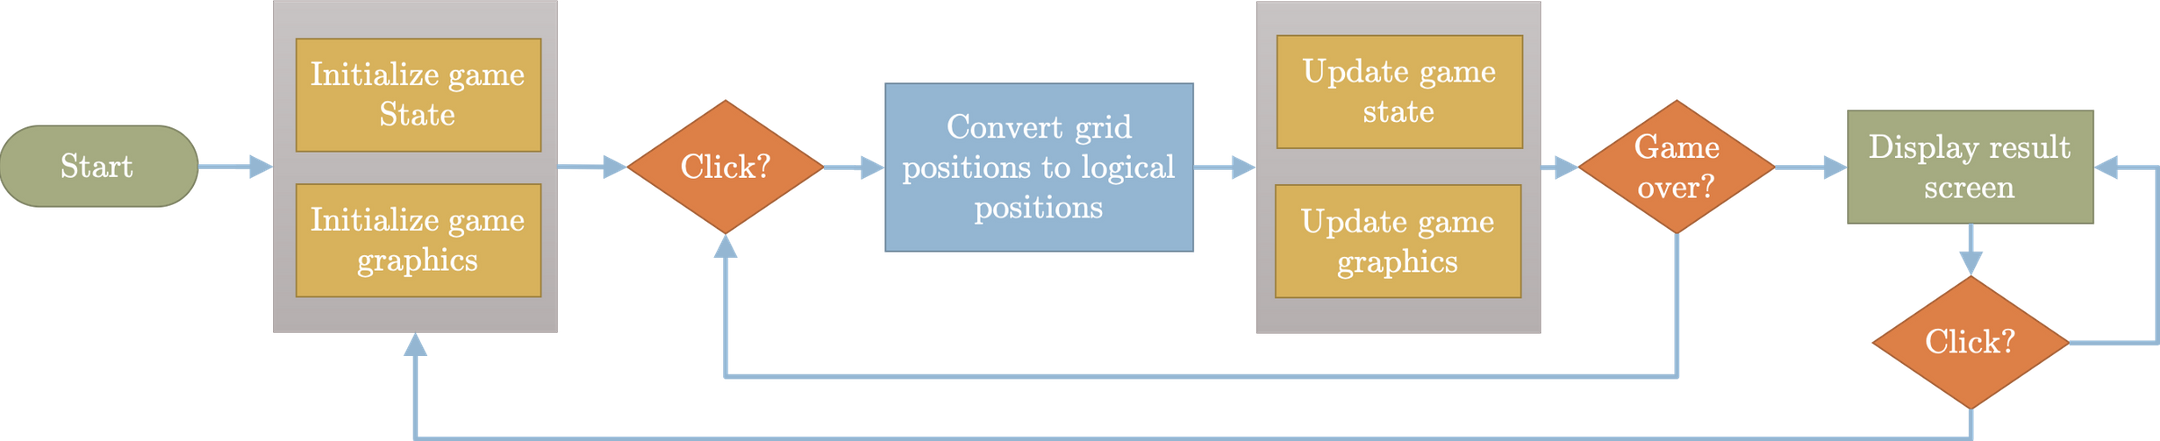 Start
Initialize game
State
Initialize game
graphics
Click?
Convert grid
positions to logical
positions
Update game
state
Update game
graphics
Game
over?
Display result
screen
Click?